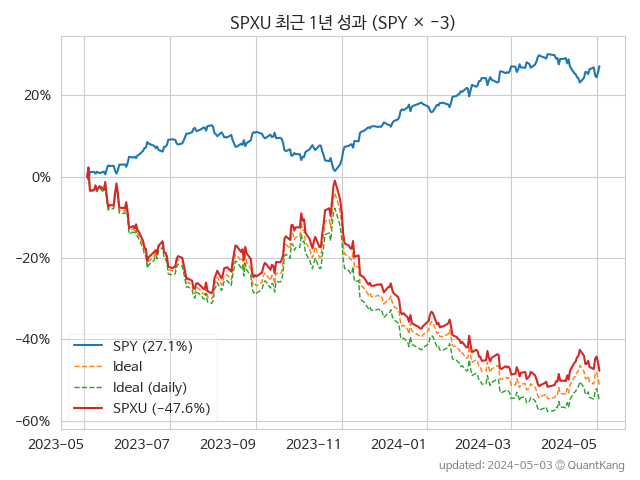 SPXU 최근 1년 성과 (SPY × −3)
20%
0%
−20%
−40%
−60%
SPY (27.1%)
Ideal
Ideal (daily)
SPXU (−47.6%)
2023-05 2023-07 2023-09 2023-11 2024-01 2024-03 2024-05
updated: 2024-05-03 ⓒ QuantKang